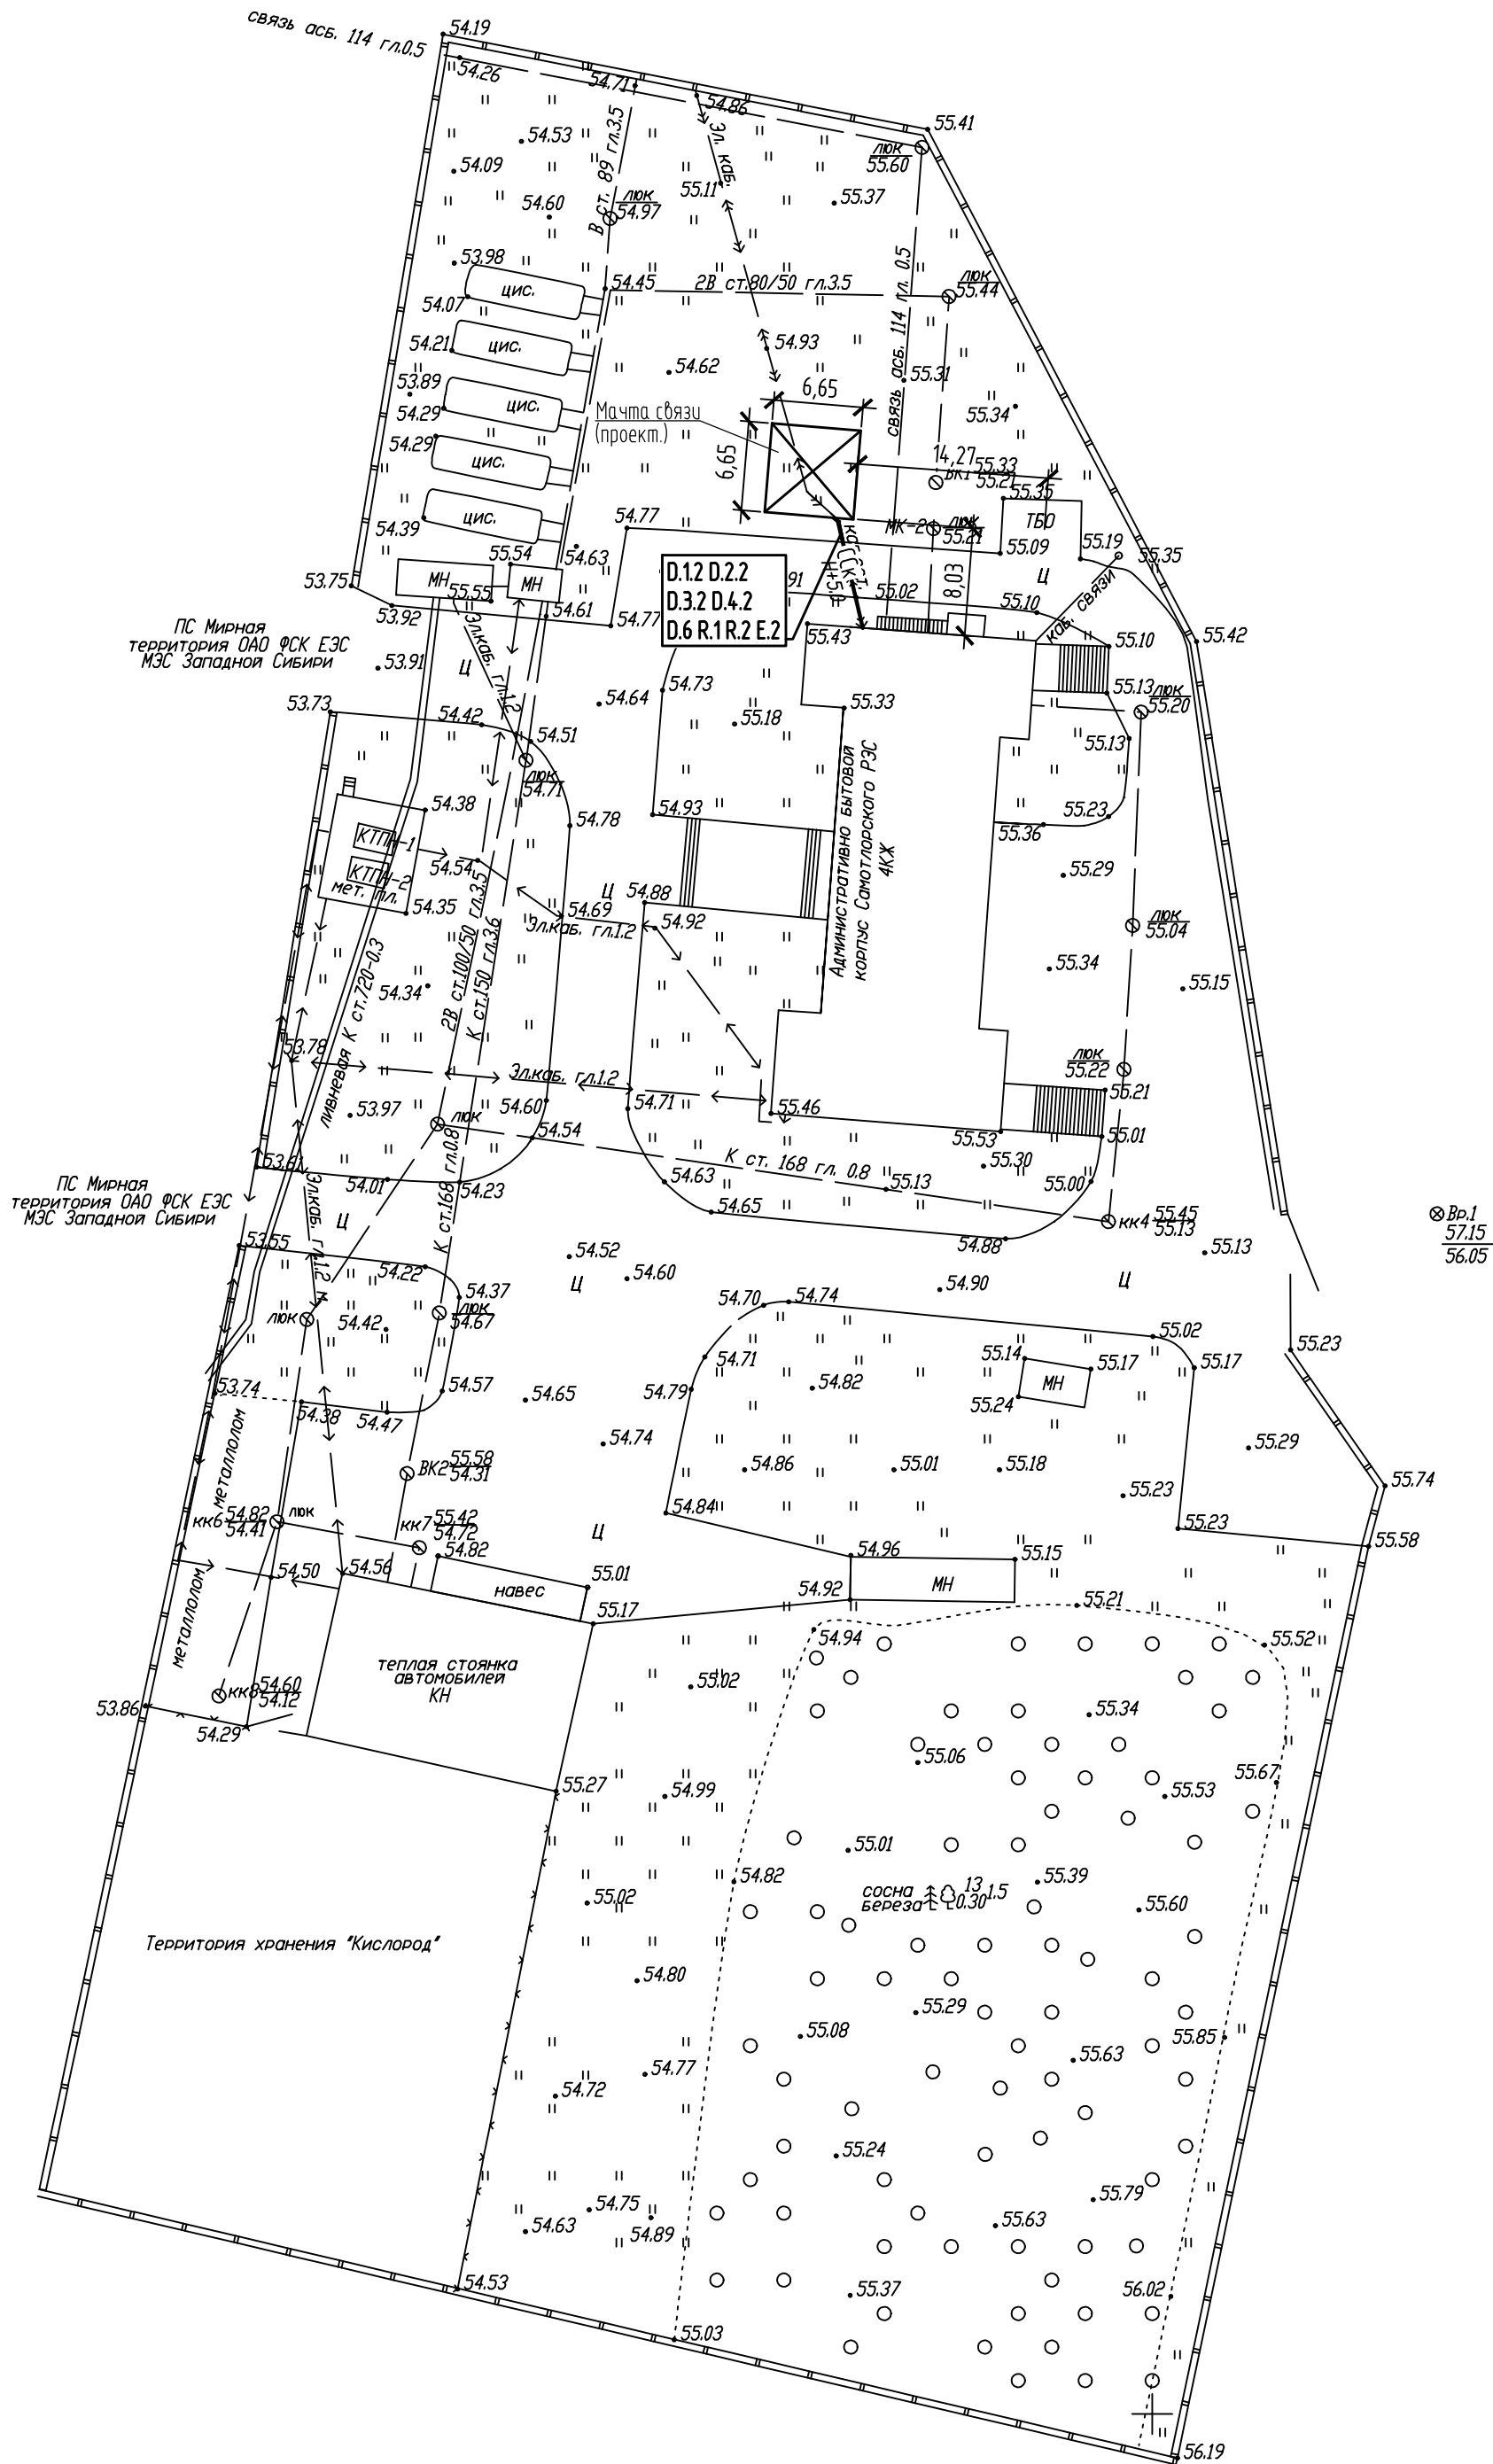 связь асб. 114 гл.0.5
54.19
54.26
54.71
54.86
55.41
люк
55.60
54.53
54.09
В ст. 89 гл.3.5
Эл. каб.
55.11
55.37
54.60
люк
54.97
53.98
цис.
54.07
54.45
2В ст.80/50 гл.3.5
люк
55.44
связь асб. 114 гл. 0.5
54.21
цис.
54.93
54.62
55.31
53.89
54.29
цис.
6,65
55.34
Мачта связи
(проект.)
54.29
цис.
6,65
14,27
55.33
ВК1
55.21
55.35
54.39
цис.
54.77
МК-2
люк
55.21
ТБО
55.09
55.19
55.35
54.63
55.54
МН
МН
55.55
53.75
53.92
54.61
54.77
D.1.2 D.2.2
D.3.2 D.4.2
D.6 R.1 R.2 E.2
91
55.02
8,03
Ц
55.10
каб. связи
55.43
55.10
55.42
ПС Мирная
территория ОАО ФСК ЕЭС
МЭС Западной Сибири
53.91
Ц
Эл.каб. гл.1.2
54.64
54.73
55.18
55.33
55.13
люк
55.20
53.73
54.42
54.51
55.13
люк
54.71
Административно бытовой
корпус Самотлорского РЭС
4КЖ
54.38
54.78
54.93
55.23
55.36
КТПН-1
КТПН-2
мет. пл.
54.54
55.29
54.35
Ц
54.88
54.69
54.92
Эл.каб. гл.1.2
люк
55.04
2В ст.100/50 гл.3.5
К ст.150 гл.3.6
ливневая К ст.720-0.3
54.34
55.34
55.15
53.78
Эл.каб. гл.1.2
люк
55.22
55.21
53.97
люк
54.60
54.71
55.46
54.54
55.53
55.01
К ст.168 гл.0.8
К ст. 168 гл. 0.8
55.30
53.61
54.01
54.23
54.63
55.13
55.00
ПС Мирная
территория ОАО ФСК ЕЭС
МЭС Западной Сибири
Эл.каб. гл.1.2
Ц
54.65
кк4
55.45
55.13
Вр.1
57.15
56.05
53.55
54.22
54.52
54.88
55.13
54.60
Ц
54.90
Ц
54.37
54.70
54.74
люк
54.42
люк
54.67
55.02
55.23
54.71
55.14
55.17
55.17
53.74
54.57
54.65
54.79
54.82
МН
55.24
54.38
54.47
металлолом
54.74
54.86
55.01
55.18
55.29
ВК2
55.58
54.31
55.23
55.74
54.84
кк6
54.82
54.41
люк
кк7
55.42
54.72
Ц
55.23
55.58
54.82
54.96
55.15
54.50
54.56
55.01
навес
54.92
МН
55.17
металлолом
55.21
54.94
55.52
теплая стоянка
автомобилей
КН
55.02
кк8
54.60
54.12
53.86
55.34
54.29
55.06
55.67
55.27
54.99
55.53
55.01
54.82
55.39
сосна
береза
13
0.30
1.5
55.02
55.60
Территория хранения "Кислород"
54.80
55.29
55.08
55.85
55.63
54.77
54.72
55.24
55.79
54.75
54.63
54.89
55.63
54.53
55.37
56.02
55.03
56.19